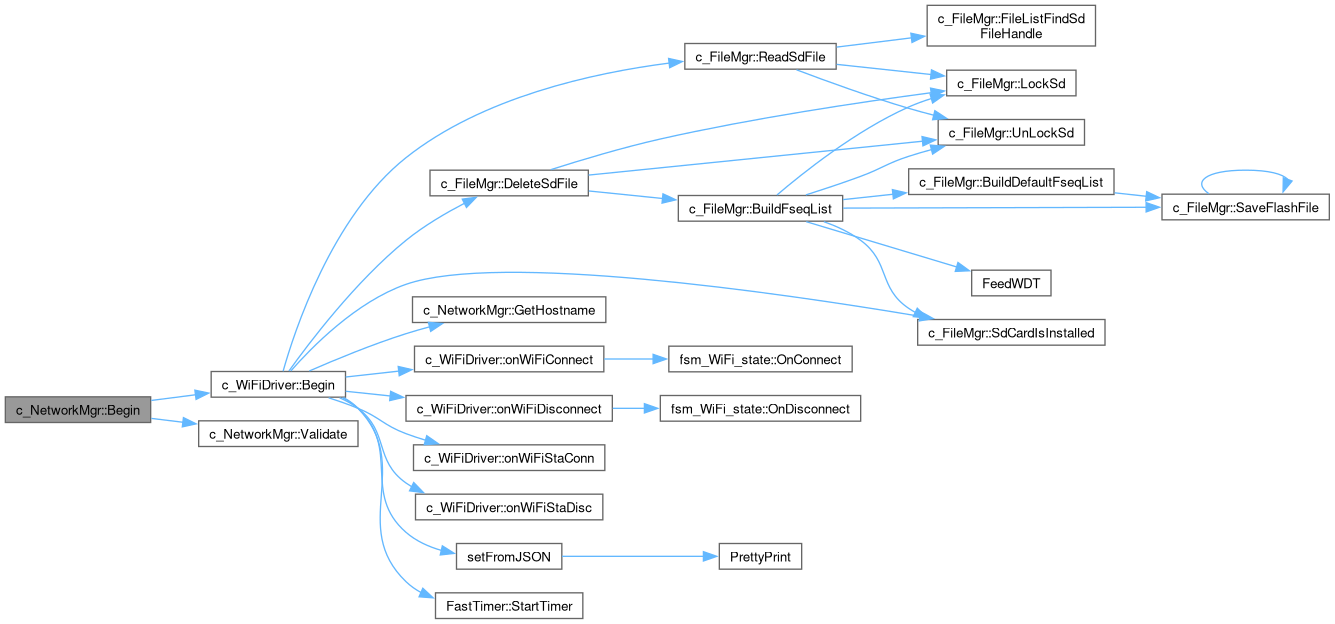 c_FileMgr::FileListFindSd
FileHandle
c_FileMgr::ReadSdFile
c_FileMgr::LockSd
c_FileMgr::UnLockSd
c_FileMgr::DeleteSdFile
c_FileMgr::BuildDefaultFseqList
c_FileMgr::BuildFseqList
c_FileMgr::SaveFlashFile
FeedWDT
c_NetworkMgr::GetHostname
c_FileMgr::SdCardIsInstalled
c_WiFiDriver::onWiFiConnect
fsm_WiFi_state::OnConnect
c_WiFiDriver::Begin
c_NetworkMgr::Begin
c_WiFiDriver::onWiFiDisconnect
fsm_WiFi_state::OnDisconnect
c_NetworkMgr::Validate
c_WiFiDriver::onWiFiStaConn
c_WiFiDriver::onWiFiStaDisc
setFromJSON
PrettyPrint
FastTimer::StartTimer